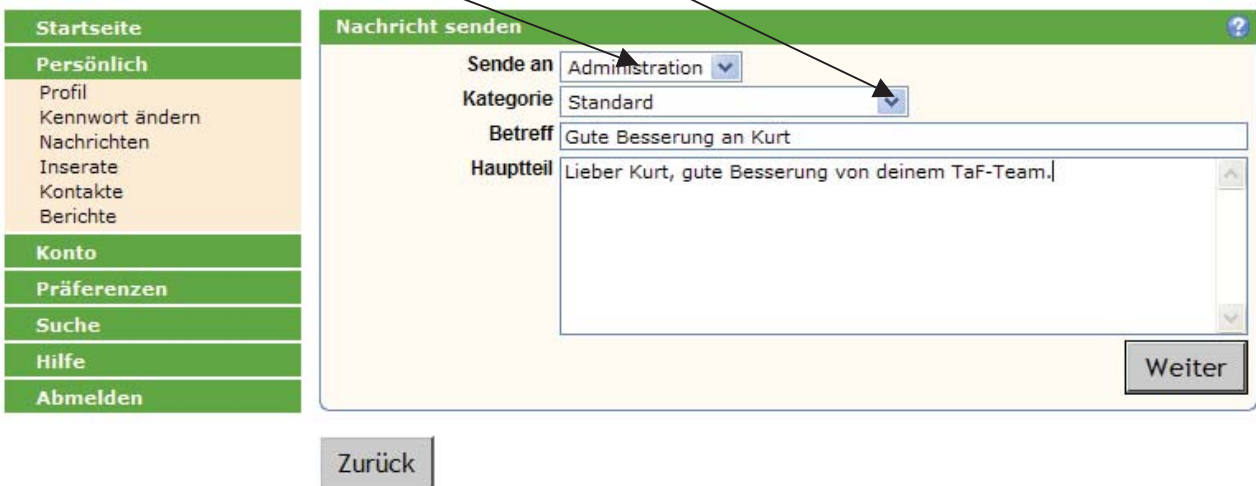 Startseite
Persönlich
Profil
Kennwort ändern
Nachrichten
Inserate
Kontakte
Berichte
Konto
Präferenzen
Suche
Hilfe
Abmelden
Nachricht senden
?
Sende an Administration
Kategorie Standard
Betreff Gute Besserung an Kurt
Hauptteil Lieber Kurt, gute Besserung von deinem TaF-Team.
Weiter
Zurück